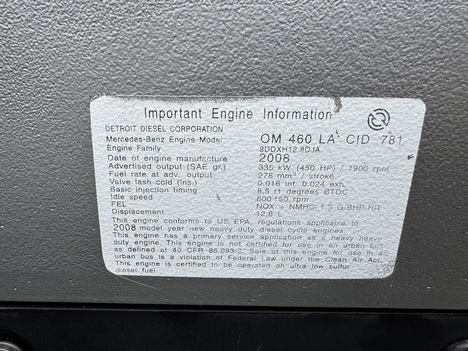 Important Engine Information
DETROIT DIESEL CORPORATION
Mercedes-Benz Engine Model OM 460 LA CID 781
Engine Family 8DDXH12.8DJA
Date of engine manufacture 2008
Advertised output (SAE gr.) 335 kW (450 HP) / 1900 rpm
Fuel rate at adv. output 278 mm³ / stroke
Valve lash cold (ins.) 0.016 int 0.024 exh.
Basic injection timing 8,5 ±1 degrees BTDC
Idle speed 600 ±50 rpm
FEL NOX + NMHC 1.5 G/BHP-HR
12,8 L
This engine conforms to US EPA, regulations applicable to
2008 model year new heavy duty diesel cycle engines
This engine has a primary service application as a heavy heavy
duty engine. This engine is not certified for use in an urban bus
as defined at 40 CFR 86.093-2. Sale of this engine for use in an
urban bus is a violation of Federal Law under the Clean Air Act.
This engine is certified to be operated on ultra low sulfur
diesel fuel.